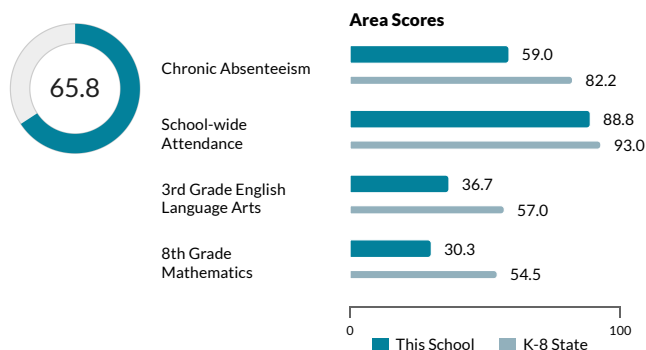 Area Scores
65.8
Chronic Absenteeism
59.0
82.2
School-wide
Attendance
88.8
93.0
3rd Grade English
Language Arts
36.7
57.0
8th Grade
Mathematics
30.3
54.5
0
100
This School
K-8 State